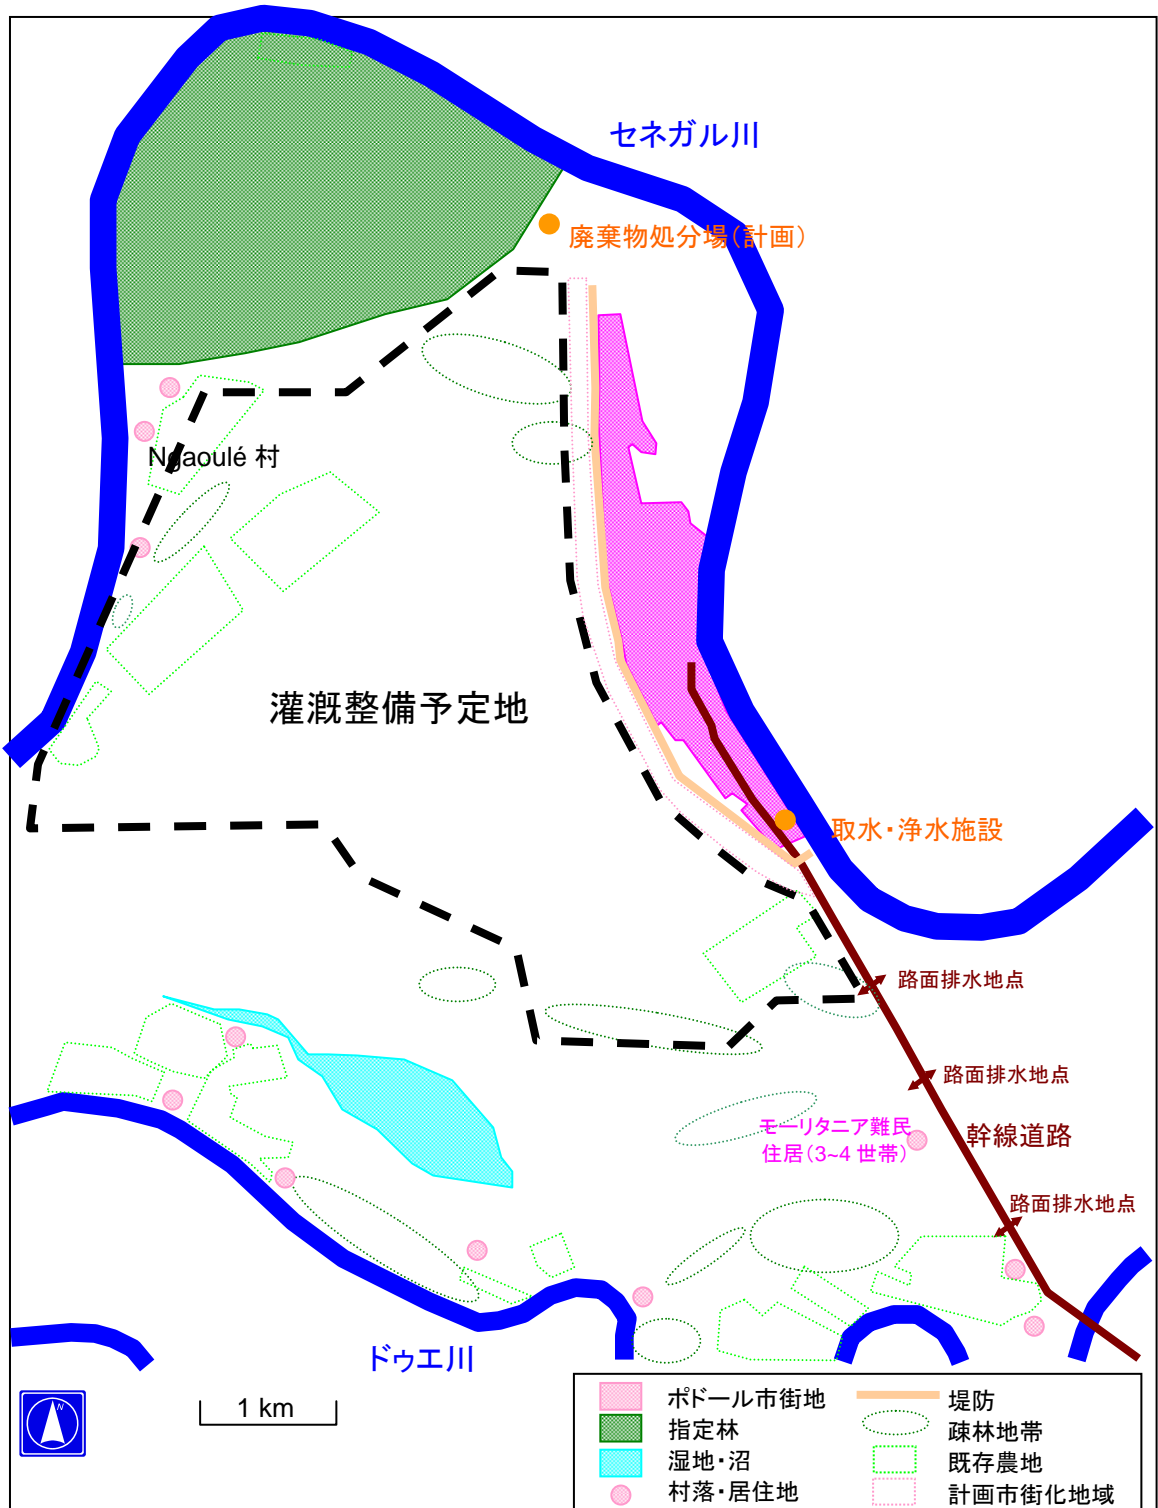 セネガル川
廃棄物処分場(計画)
Ngaoulé 村
灌漑整備予定地
取水・浄水施設
路面排水地点
路面排水地点
モーリタニア難民
住居(3~4 世帯)
幹線道路
路面排水地点
ドゥエ川
N
1 km
ポドール市街地
指定林
湿地・沼
村落・居住地
堤防
疎林地帯
既存農地
計画市街化地域